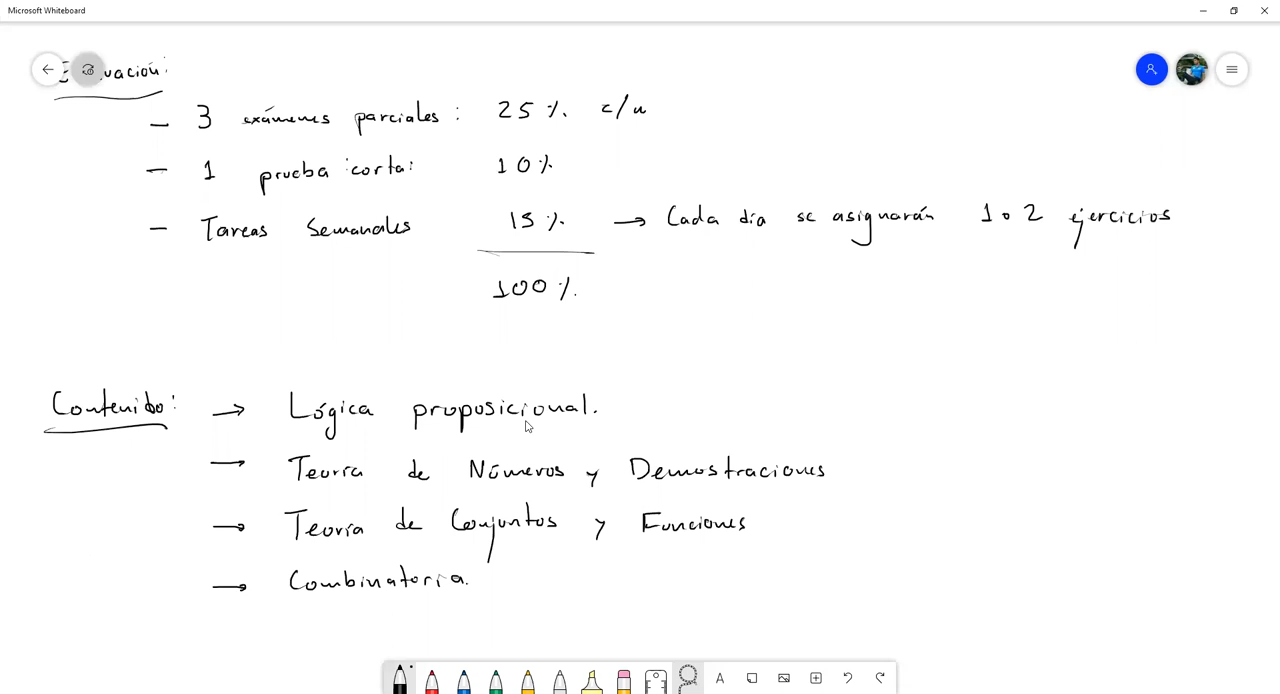 Microsoft Whiteboard
Evaluación:
- 3 exámenes parciales: 25% c/u
- 1 prueba corta: 10%
- Tareas Semanales 15% → Cada día se asignarán 1 o 2 ejercicios
100%
Contenido: → Lógica proposicional.
→ Teoría de Números y Demostraciones
→ Teoría de Conjuntos y Funciones
→ Combinatoria.